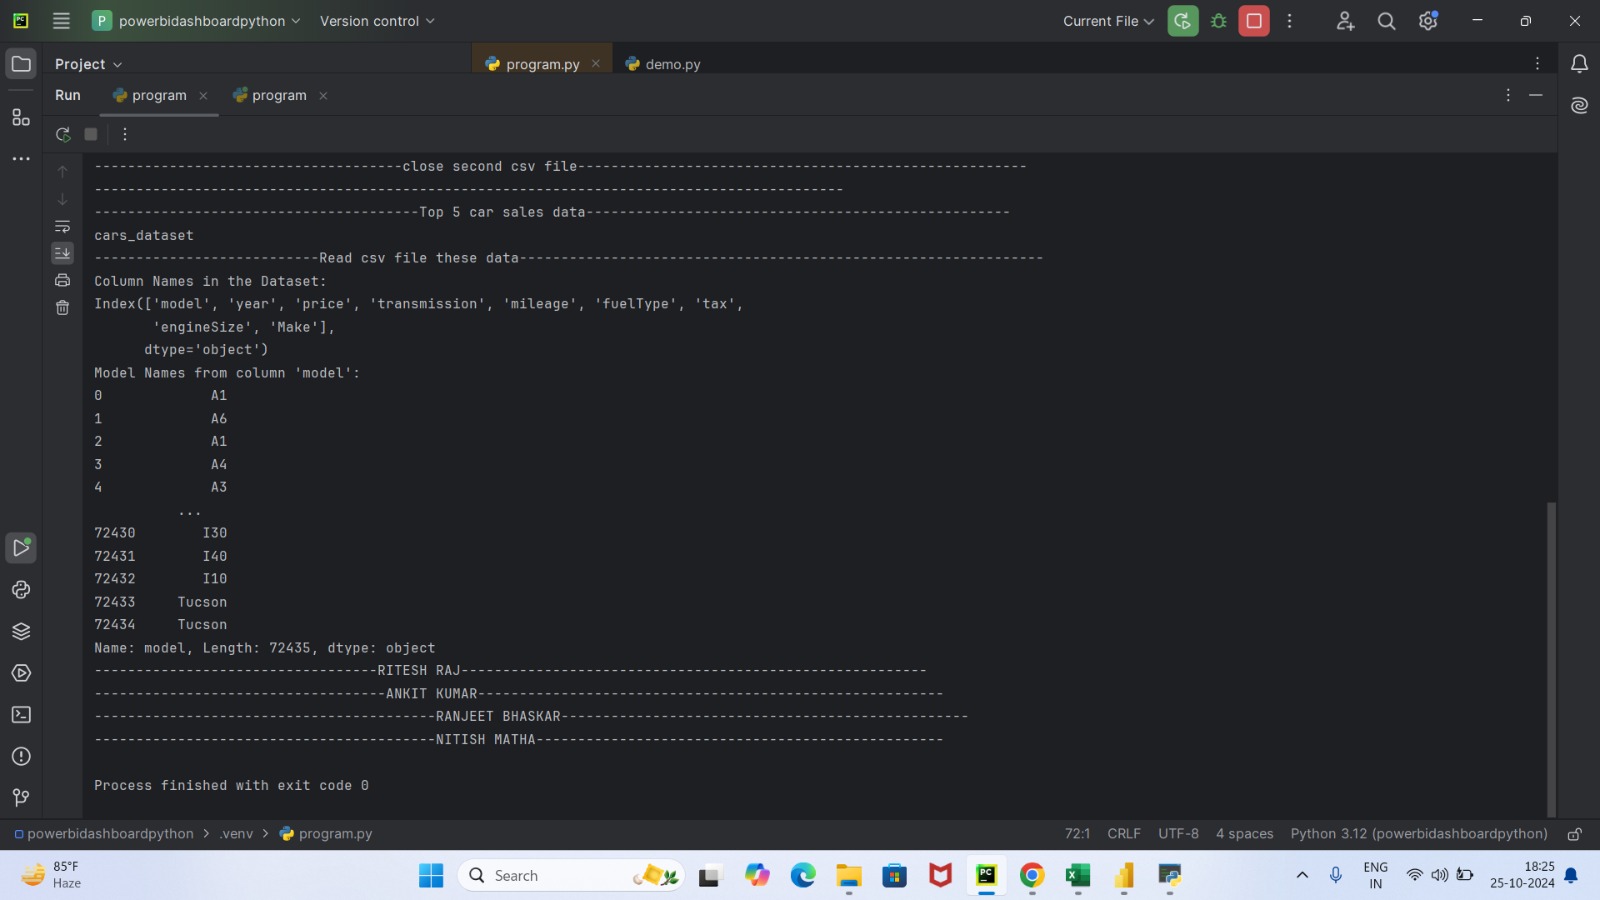 PC
P powerbidashboardpython
Version control
Current File
Project
program.py
demo.py
Run
program
program
-------------------------------------close second csv file------------------------------------------------------
------------------------------------------------------------------------------------------
---------------------------------------Top 5 car sales data---------------------------------------------------
cars_dataset
---------------------------Read csv file these data---------------------------------------------------------------
Column Names in the Dataset:
Index(['model', 'year', 'price', 'transmission', 'mileage', 'fuelType', 'tax',
       'engineSize', 'Make'],
      dtype='object')
Model Names from column 'model':
0             A1
1             A6
2             A1
3             A4
4             A3
          ...
72430        I30
72431        I40
72432        I10
72433     Tucson
72434     Tucson
Name: model, Length: 72435, dtype: object
----------------------------------RITESH RAJ--------------------------------------------------------
-----------------------------------ANKIT KUMAR--------------------------------------------------------
-----------------------------------------RANJEET BHASKAR-------------------------------------------------
-----------------------------------------NITISH MATHA-------------------------------------------------
Process finished with exit code 0
powerbidashboardpython > .venv > program.py
72:1 CRLF UTF-8 4 spaces Python 3.12 (powerbidashboardpython)
85°F
Haze
Search
PC
ENG
IN
18:25
25-10-2024